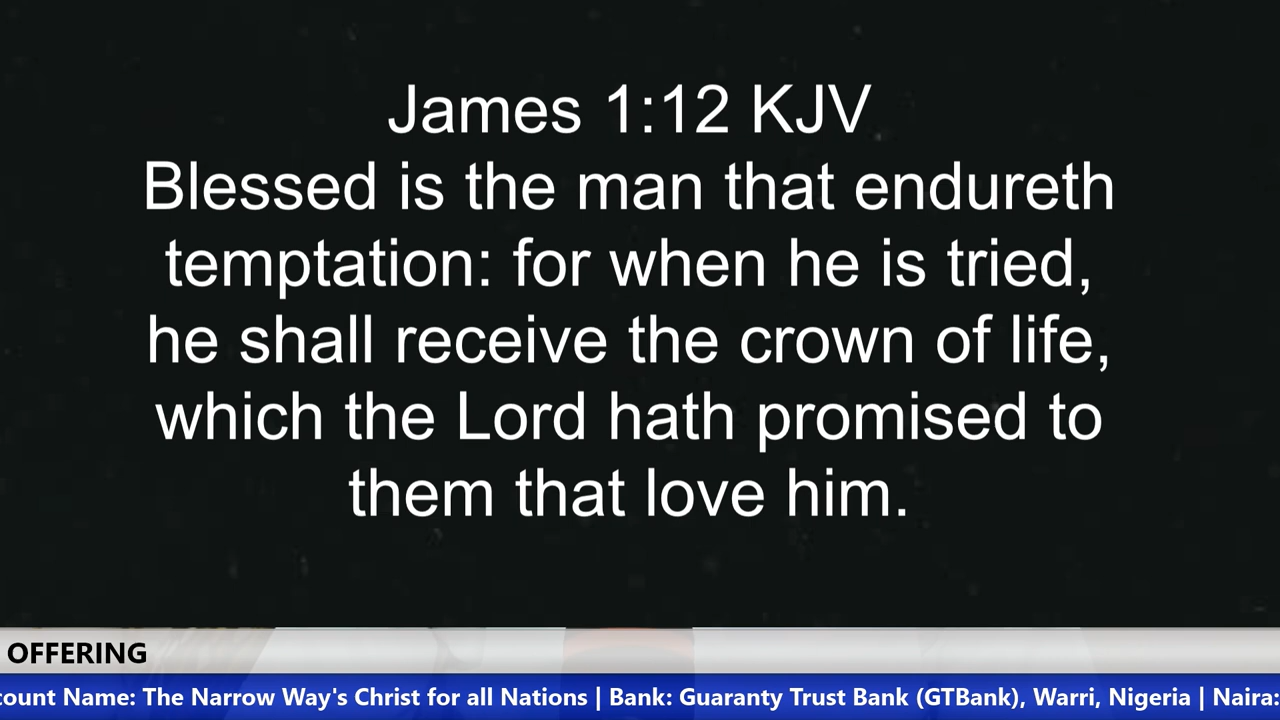 James 1:12 KJV
Blessed is the man that endureth
temptation: for when he is tried,
he shall receive the crown of life,
which the Lord hath promised to
them that love him.
OFFERING
count Name: The Narrow Way's Christ for all Nations | Bank: Guaranty Trust Bank (GTBank), Warri, Nigeria | Naira: